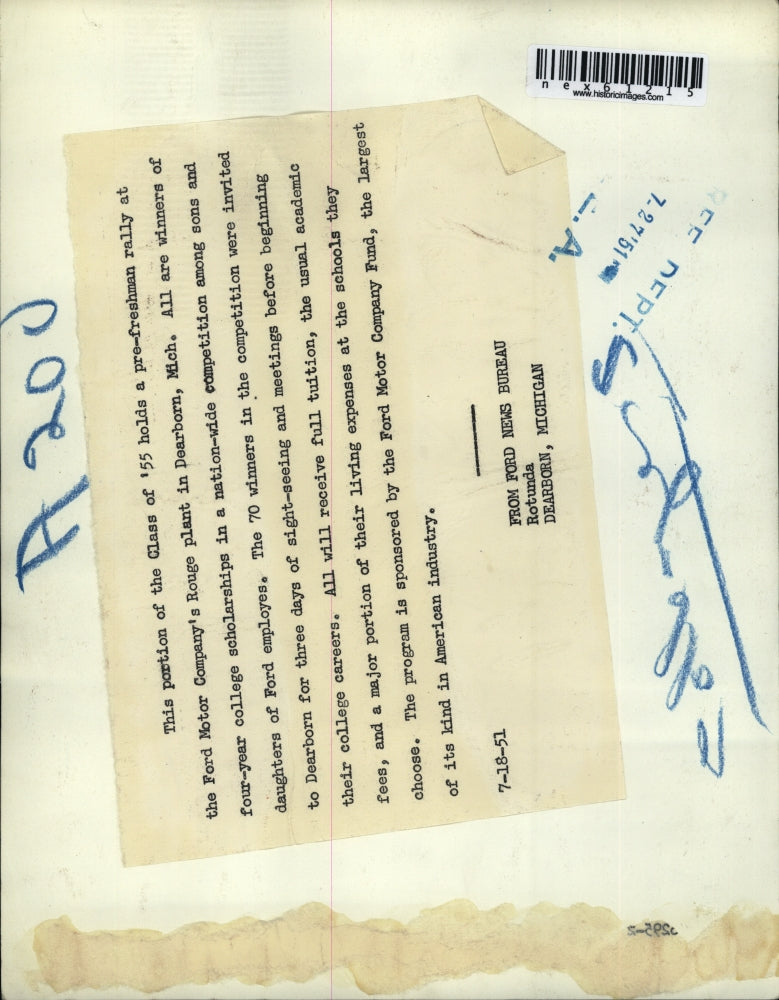 nex61215
www.historicimages.com
A200
This portion of the Class of '55 holds a pre-freshman rally at
the Ford Motor Company's Rouge plant in Dearborn, Mich. All are winners of
four-year college scholarships in a nation-wide competition among sons and
daughters of Ford employes. The 70 winners in the competition were invited
to Dearborn for three days of sight-seeing and meetings before beginning
their college careers. All will receive full tuition, the usual academic
fees, and a major portion of their living expenses at the schools they
choose. The program is sponsored by the Ford Motor Company Fund, the largest
of its kind in American industry.
7-18-51
FROM FORD NEWS BUREAU
Rotunda
DEARBORN, MICHIGAN
7-27'51
DEPT.